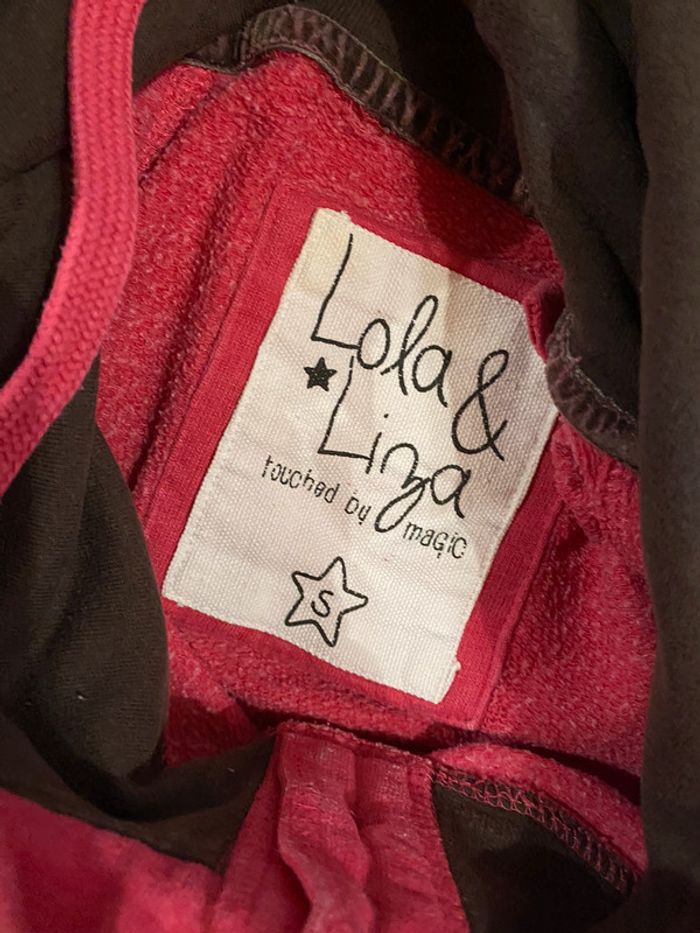 Lola &
Liza
touched by magic
S